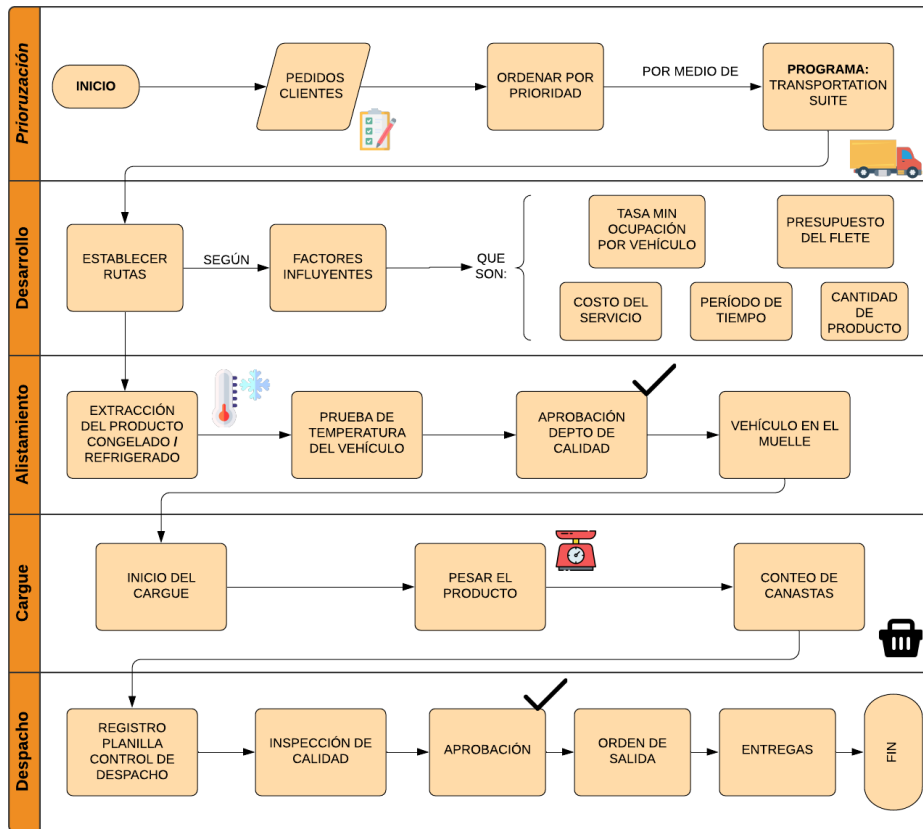 Prioruzación
INICIO
PEDIDOS
CLIENTES
ORDENAR POR
PRIORIDAD
POR MEDIO DE
PROGRAMA:
TRANSPORTATION
SUITE
Desarrollo
ESTABLECER
RUTAS
SEGÚN
FACTORES
INFLUYENTES
QUE
SON:
TASA MIN
OCUPACIÓN
POR VEHÍCULO
PRESUPUESTO
DEL FLETE
COSTO DEL
SERVICIO
PERÍODO DE
TIEMPO
CANTIDAD
DE
PRODUCTO
Alistamiento
EXTRACCIÓN
DEL PRODUCTO
CONGELADO /
REFRIGERADO
PRUEBA DE
TEMPERATURA
DEL VEHÍCULO
APROBACIÓN
DEPTO DE
CALIDAD
VEHÍCULO EN EL
MUELLE
Cargue
INICIO DEL
CARGUE
PESAR EL
PRODUCTO
CONTEO DE
CANASTAS
Despacho
REGISTRO
PLANILLA
CONTROL DE
DESPACHO
INSPECCIÓN DE
CALIDAD
APROBACIÓN
ORDEN DE
SALIDA
ENTREGAS
FIN